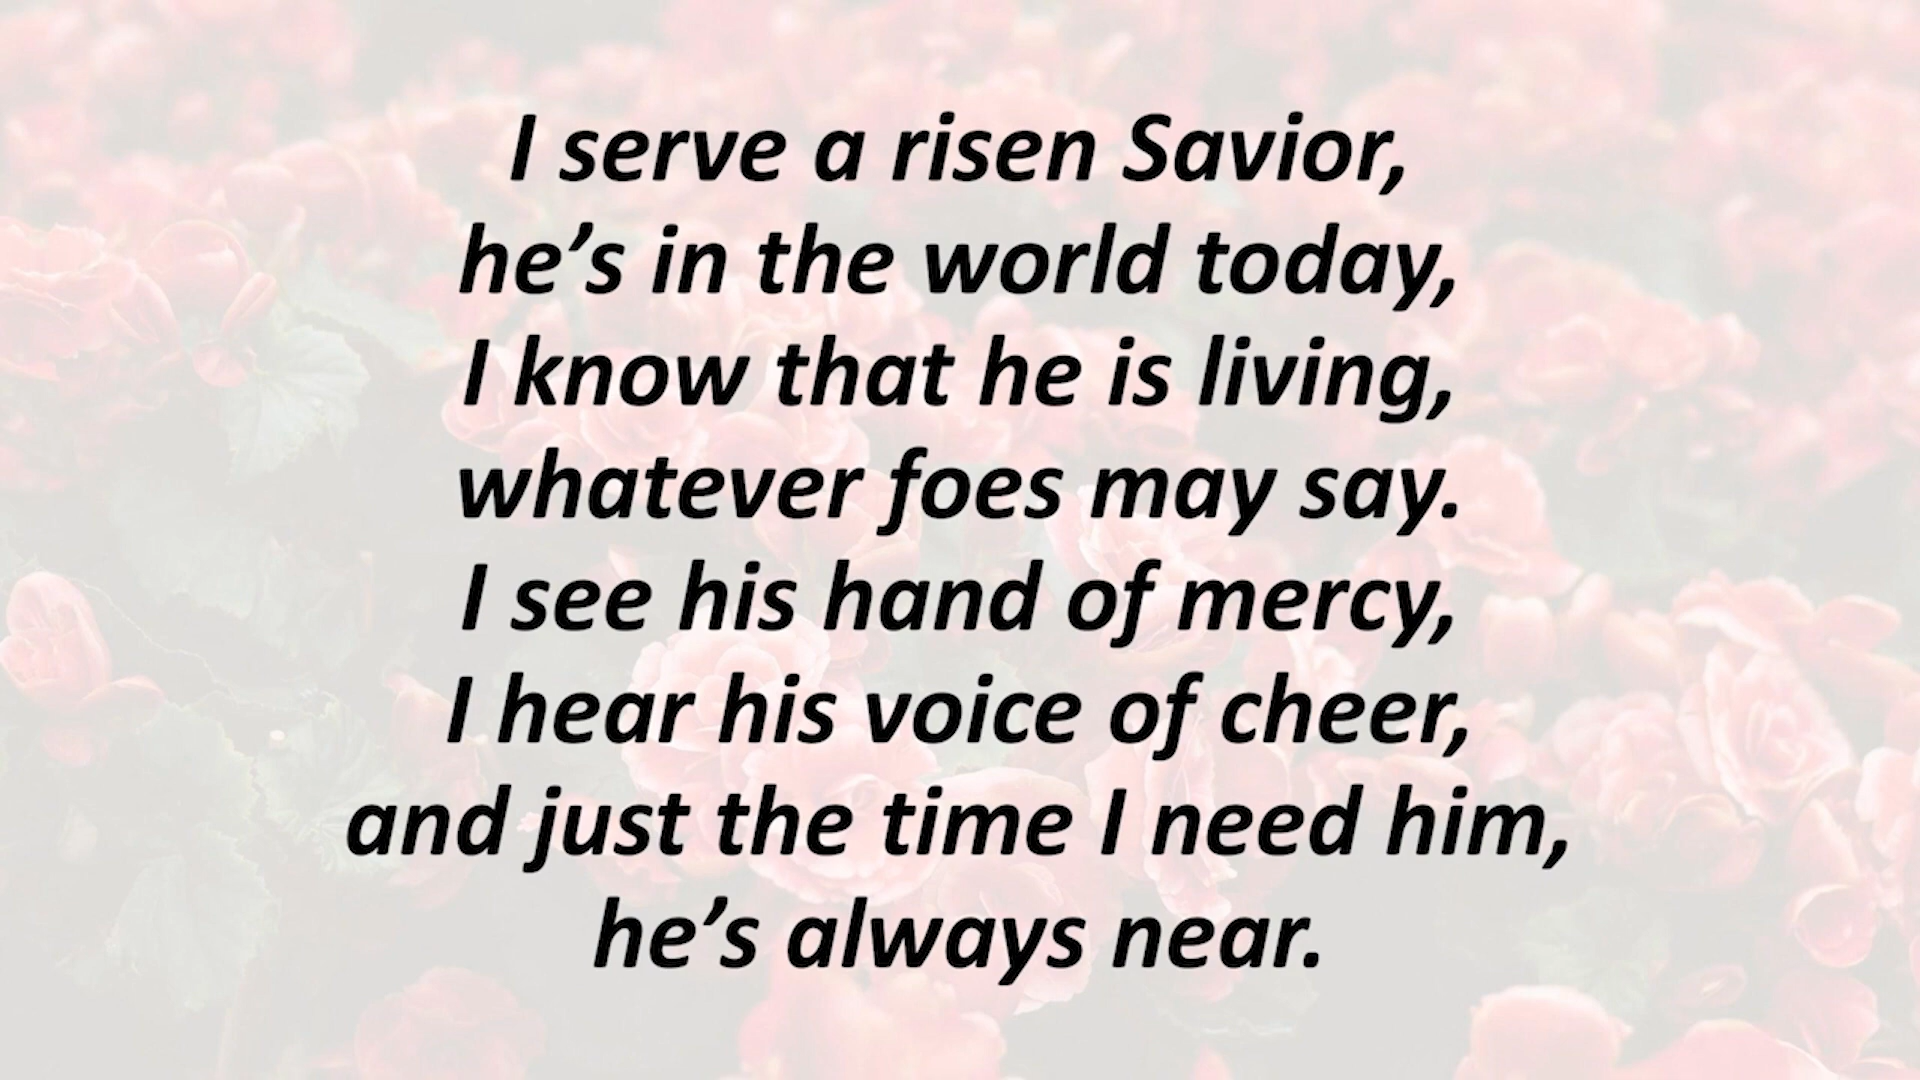 I serve a risen Savior,
he’s in the world today,
I know that he is living,
whatever foes may say.
I see his hand of mercy,
I hear his voice of cheer,
and just the time I need him,
he’s always near.